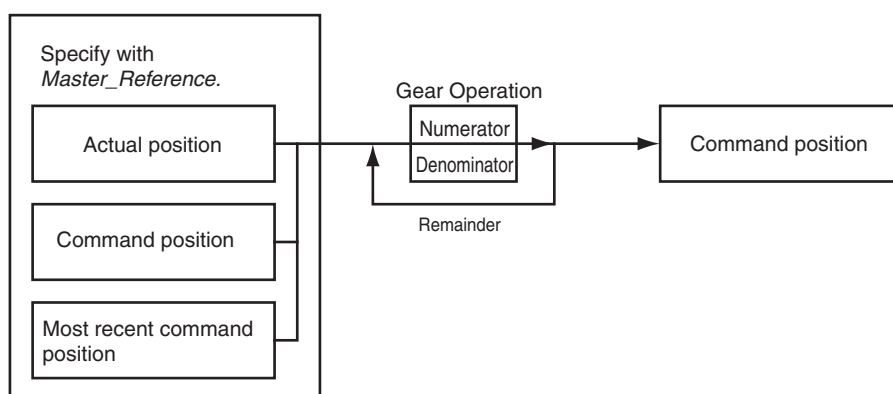 Specify with
Master_Reference.
Actual position
Command position
Most recent command
position
Gear Operation
Numerator
Denominator
Remainder
Command position